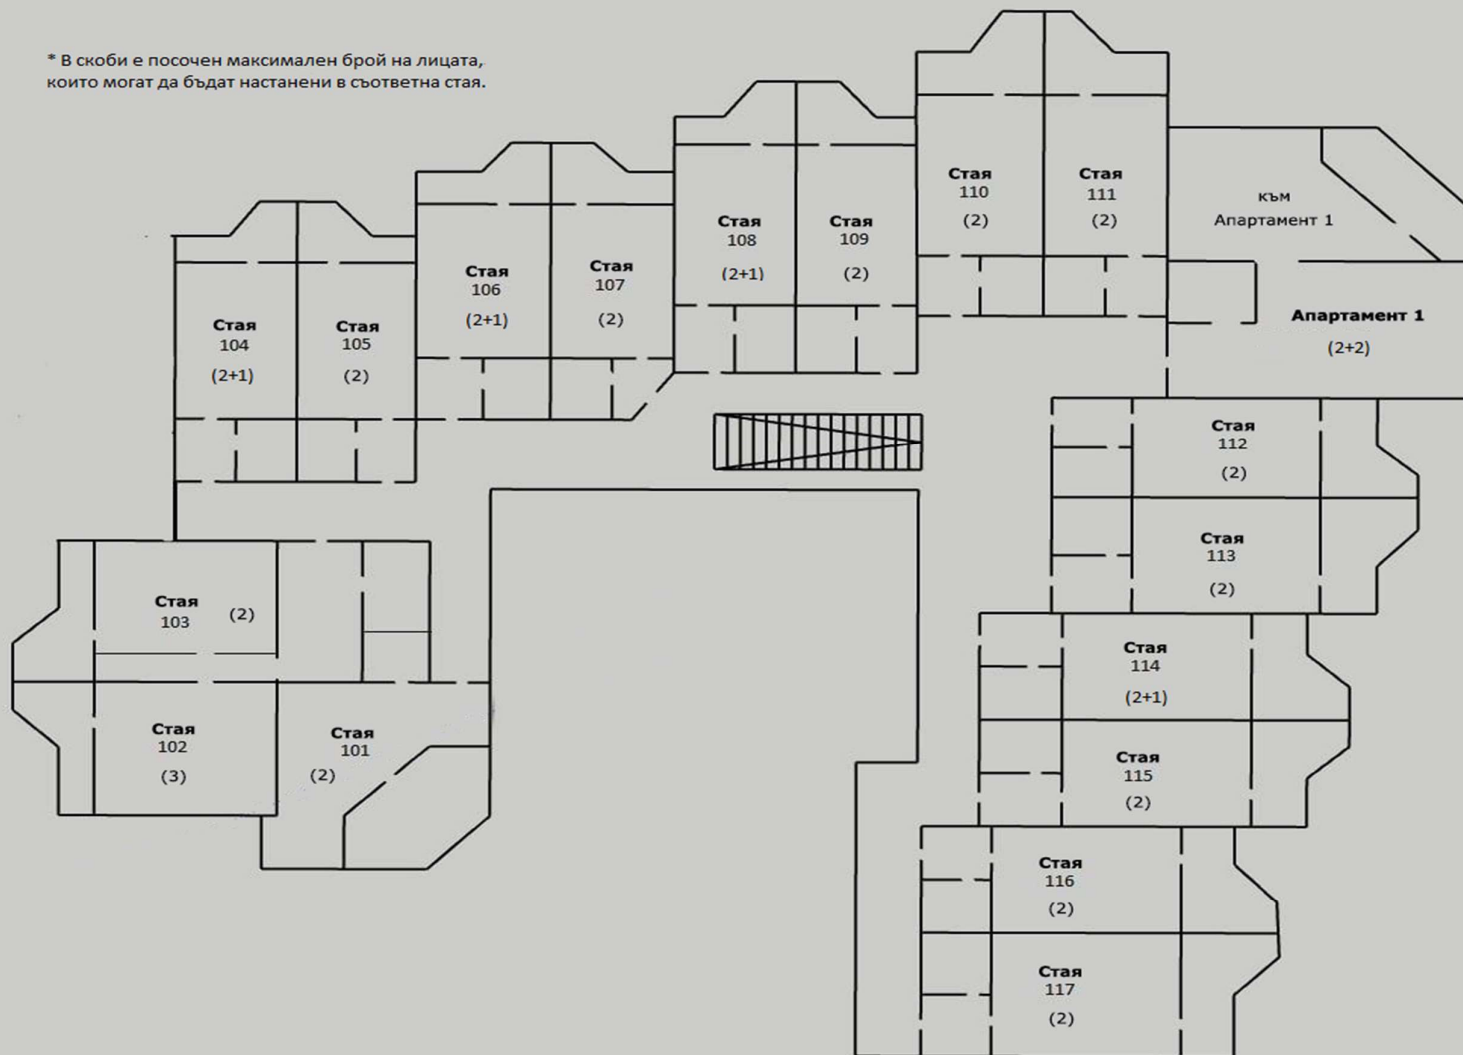 * В скоби е посочен максимален брой на лицата,
които могат да бъдат настанени в съответна стая.
Стая
110
(2)
Стая
111
(2)
към
Апартамент 1
Стая
108
(2+1)
Стая
109
(2)
Стая
106
(2+1)
Стая
107
(2)
Апартамент 1
(2+2)
Стая
104
(2+1)
Стая
105
(2)
Стая
112
(2)
Стая
113
(2)
Стая
103
(2)
Стая
114
(2+1)
Стая
102
(3)
Стая
101
(2)
Стая
115
(2)
Стая
116
(2)
Стая
117
(2)